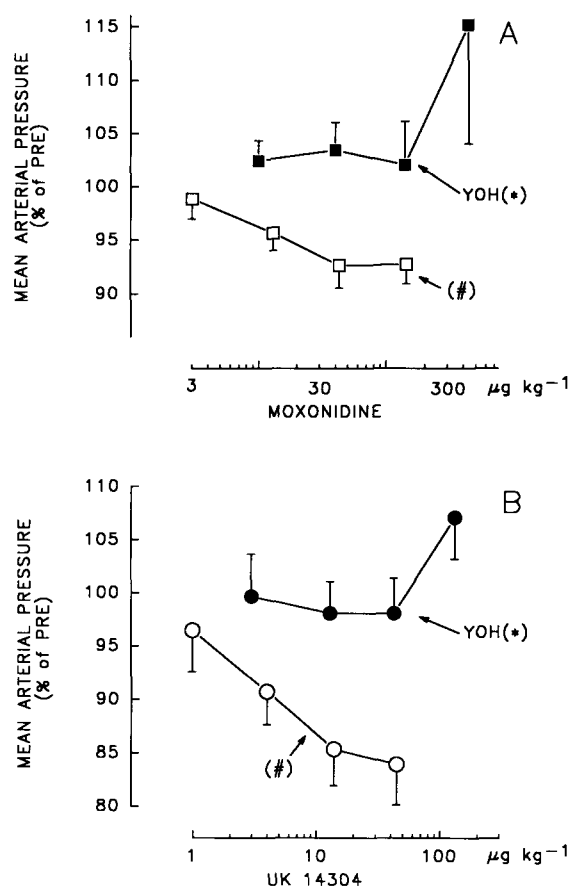 A
MEAN ARTERIAL PRESSURE
(% of PRE)
115
110
105
100
95
90
YOH(*)
(#)
3 30 300 μg kg-1
MOXONIDINE
B
MEAN ARTERIAL PRESSURE
(% of PRE)
110
105
100
95
90
85
80
YOH(*)
(#)
1 10 100 μg kg-1
UK 14304